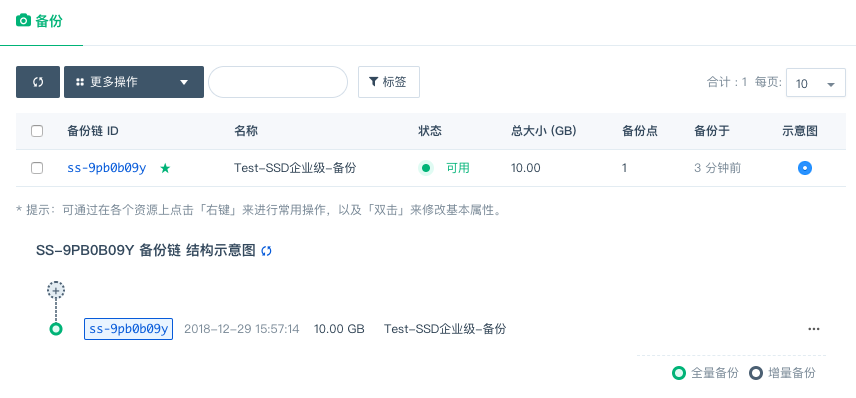 备份
更多操作 标签 合计：1 每页: 10
备份链 ID 名称 状态 总大小 (GB) 备份点 备份于 示意图
ss-9pb0b09y Test-SSD企业级-备份 可用 10.00 1 3 分钟前
* 提示：可通过在各个资源上点击「右键」来进行常用操作，以及「双击」来修改基本属性。
SS-9PB0B09Y 备份链 结构示意图
ss-9pb0b09y 2018-12-29 15:57:14 10.00 GB Test-SSD企业级-备份 ...
全量备份 增量备份